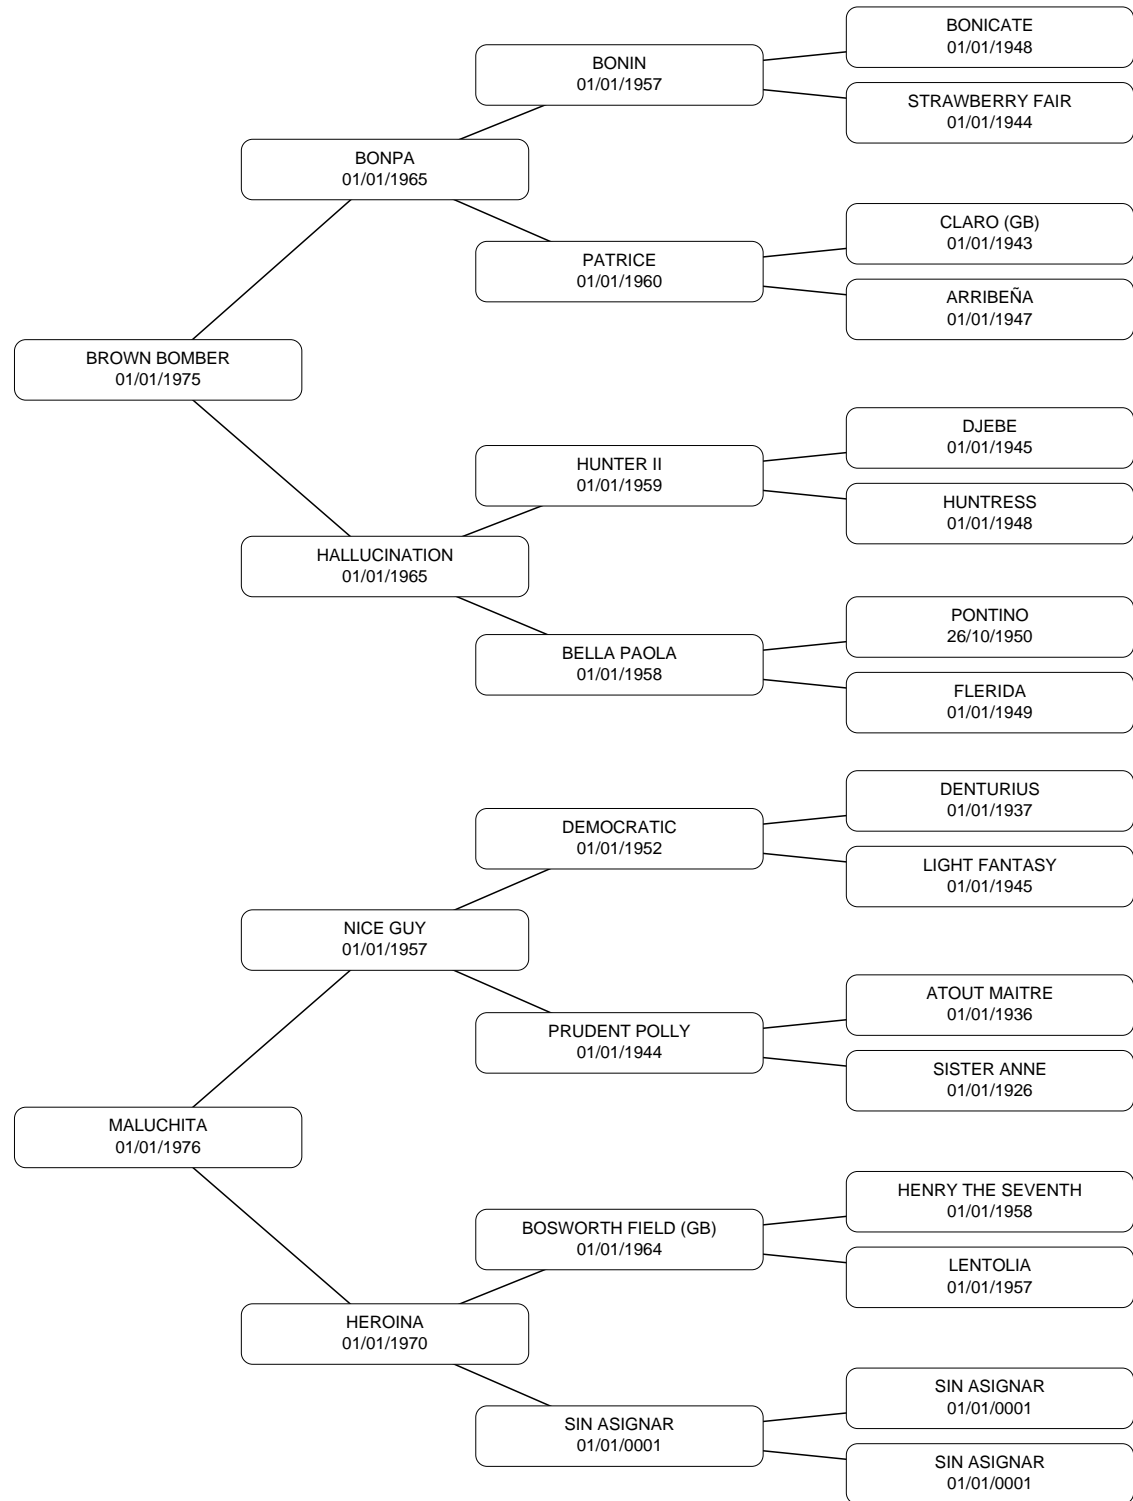 BONICATE
01/01/1948
BONIN
01/01/1957
STRAWBERRY FAIR
01/01/1944
BONPA
01/01/1965
CLARO (GB)
01/01/1943
PATRICE
01/01/1960
ARRIBEÑA
01/01/1947
BROWN BOMBER
01/01/1975
DJEBE
01/01/1945
HUNTER II
01/01/1959
HUNTRESS
01/01/1948
HALLUCINATION
01/01/1965
PONTINO
26/10/1950
BELLA PAOLA
01/01/1958
FLERIDA
01/01/1949
DENTURIUS
01/01/1937
DEMOCRATIC
01/01/1952
LIGHT FANTASY
01/01/1945
NICE GUY
01/01/1957
ATOUT MAITRE
01/01/1936
PRUDENT POLLY
01/01/1944
SISTER ANNE
01/01/1926
MALUCHITA
01/01/1976
HENRY THE SEVENTH
01/01/1958
BOSWORTH FIELD (GB)
01/01/1964
LENTOLIA
01/01/1957
HEROINA
01/01/1970
SIN ASIGNAR
01/01/0001
SIN ASIGNAR
01/01/0001
SIN ASIGNAR
01/01/0001